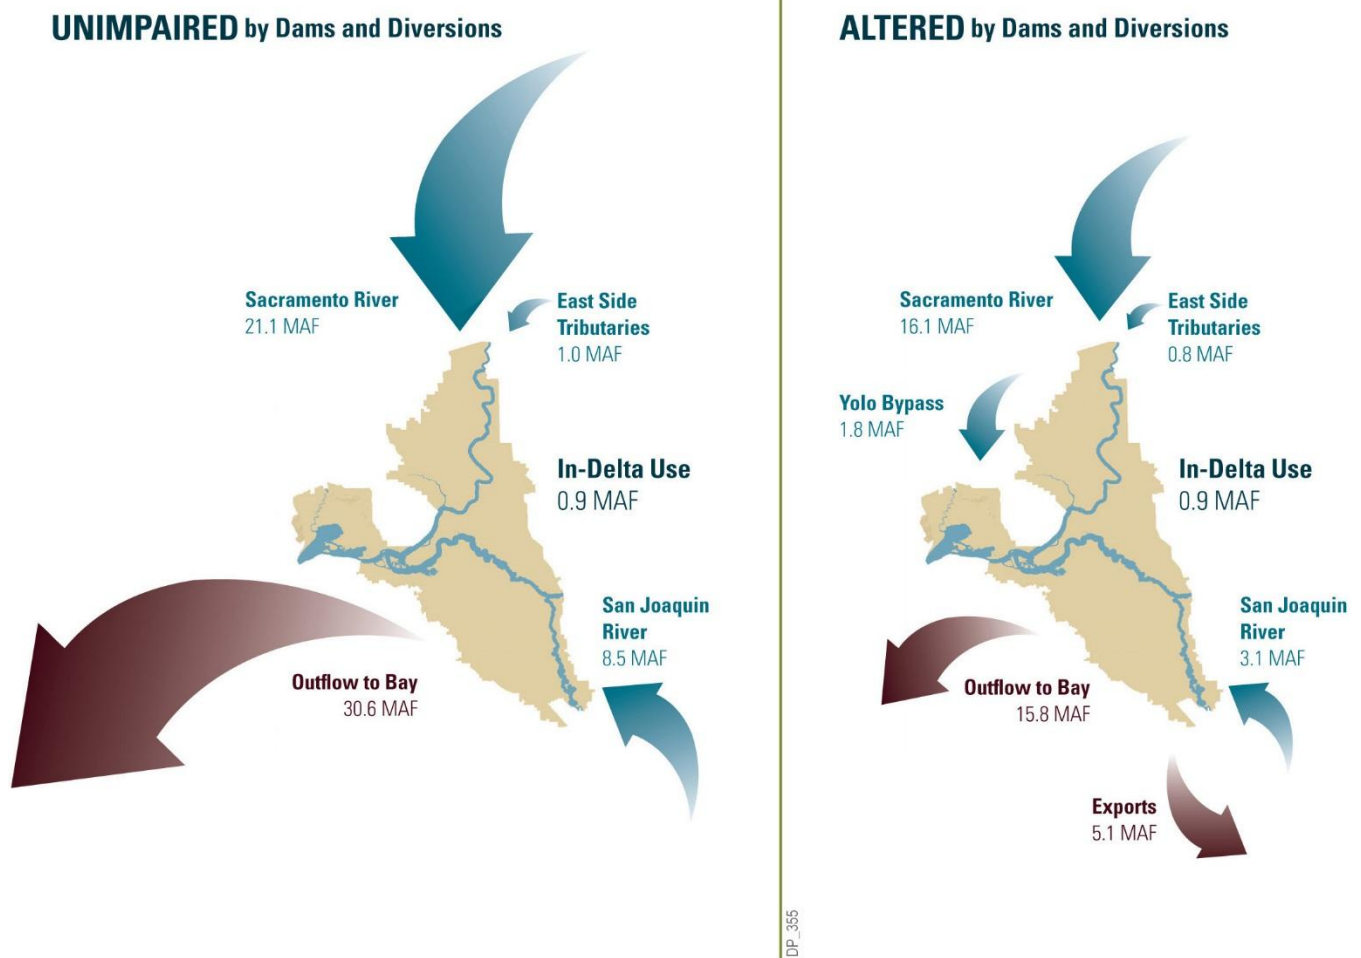 UNIMPAIRED by Dams and Diversions
Sacramento River
21.1 MAF
East Side
Tributaries
1.0 MAF
In-Delta Use
0.9 MAF
San Joaquin
River
8.5 MAF
Outflow to Bay
30.6 MAF
ALTERED by Dams and Diversions
Sacramento River
16.1 MAF
East Side
Tributaries
0.8 MAF
Yolo Bypass
1.8 MAF
In-Delta Use
0.9 MAF
San Joaquin
River
3.1 MAF
Outflow to Bay
15.8 MAF
Exports
5.1 MAF
DP_355